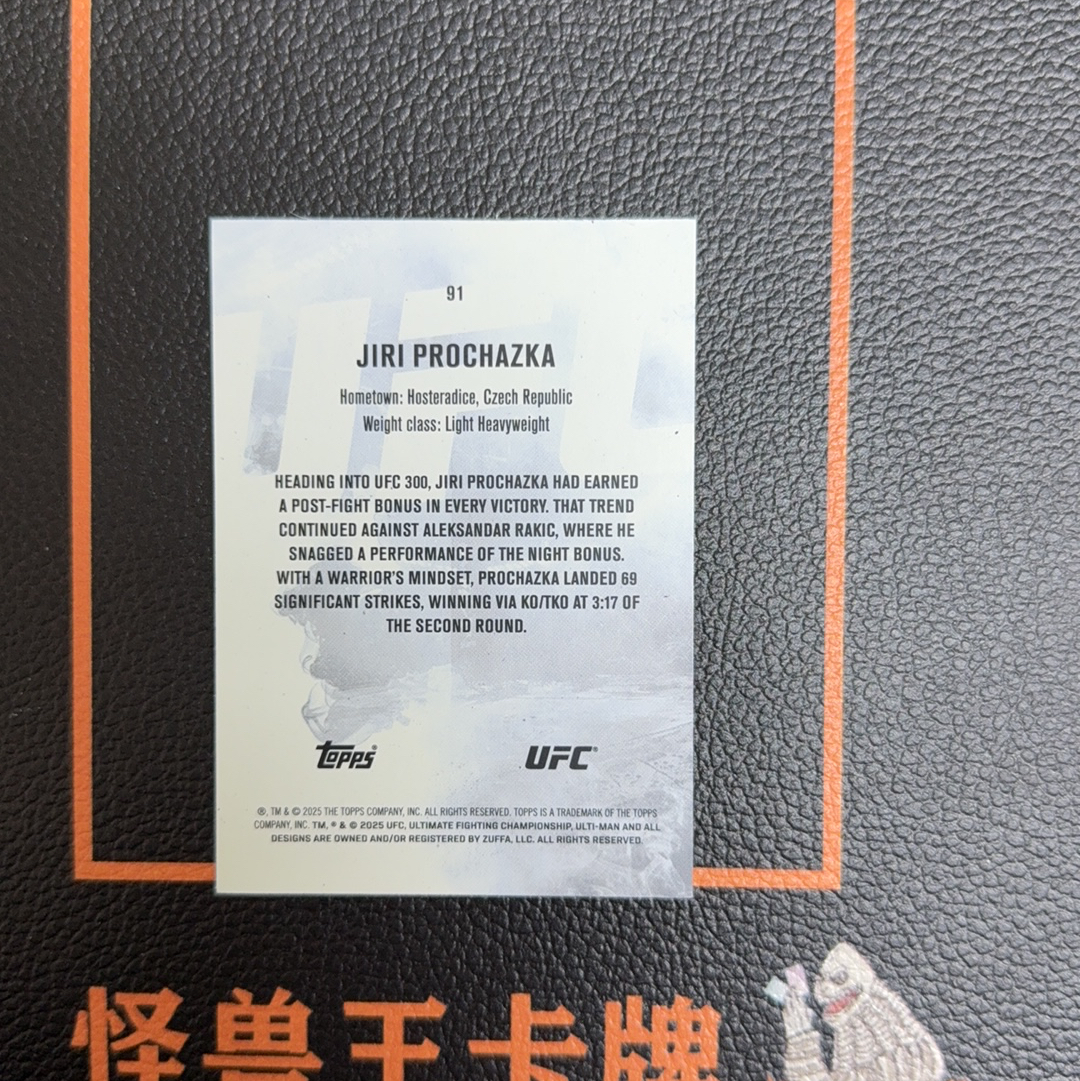 91
JIRI PROCHAZKA
Hometown: Hosteradice, Czech Republic
Weight class: Light Heavyweight
HEADING INTO UFC 300, JIRI PROCHAZKA HAD EARNED
A POST-FIGHT BONUS IN EVERY VICTORY. THAT TREND
CONTINUED AGAINST ALEKSANDAR RAKIC, WHERE HE
SNAGGED A PERFORMANCE OF THE NIGHT BONUS.
WITH A WARRIOR'S MINDSET, PROCHAZKA LANDED 69
SIGNIFICANT STRIKES, WINNING VIA KO/TKO AT 3:17 OF
THE SECOND ROUND.
TOPPS® UFC®
®, TM & © 2025 THE TOPPS COMPANY, INC. ALL RIGHTS RESERVED. TOPPS IS A TRADEMARK OF THE TOPPS
COMPANY, INC. TM, ® & © 2025 UFC, ULTIMATE FIGHTING CHAMPIONSHIP, ULTI-MAN AND ALL
DESIGNS ARE OWNED AND/OR REGISTERED BY ZUFFA, LLC. ALL RIGHTS RESERVED.
怪兽王卡牌